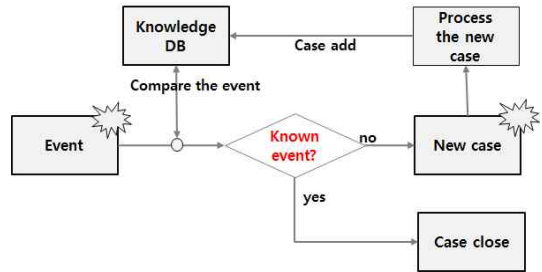 Knowledge
DB
Process
the new
case
Case add
Compare the event
Event
Known
event?
no
New case
yes
Case close